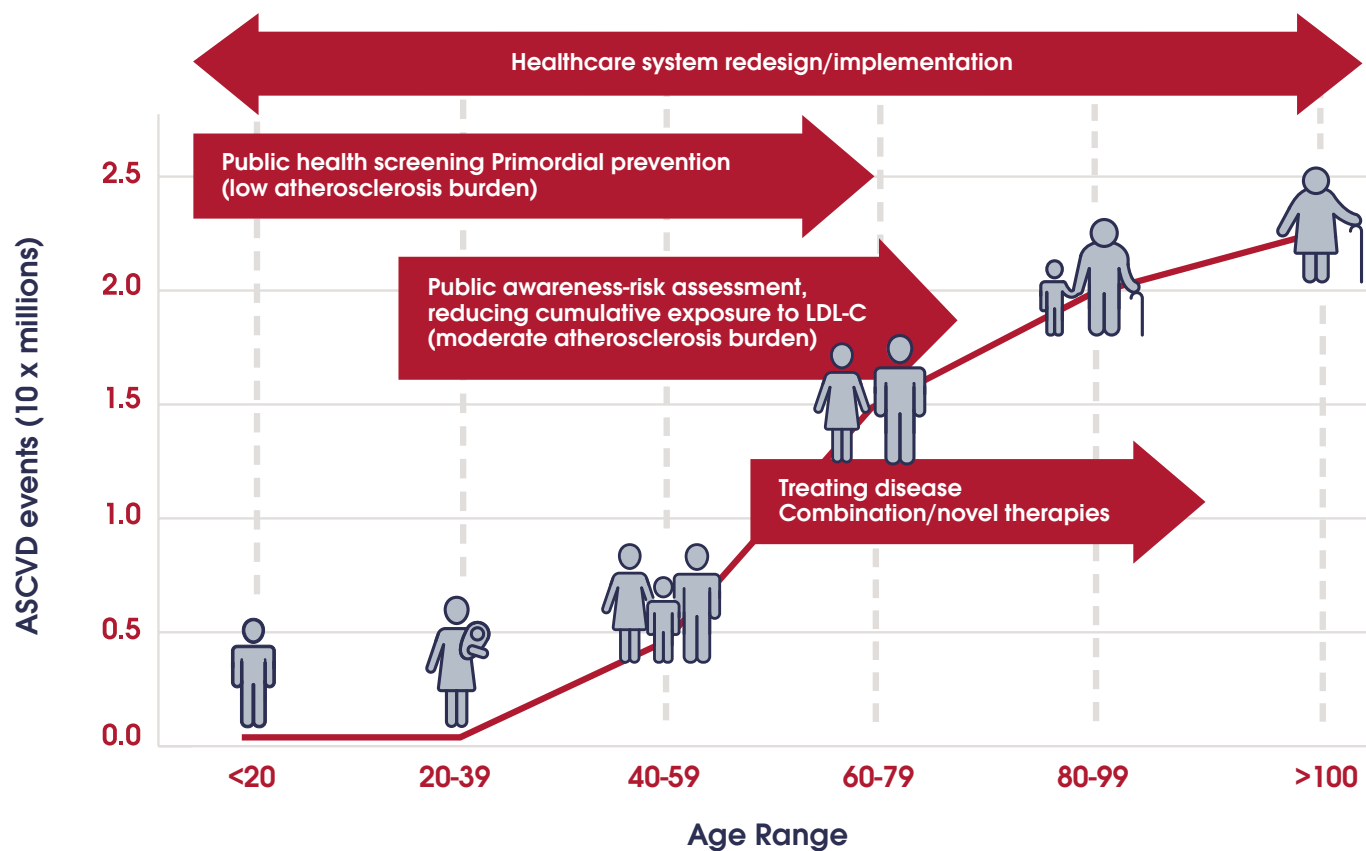 Healthcare system redesign/implementation
Public health screening Primordial prevention
(low atherosclerosis burden)
Public awareness-risk assessment,
reducing cumulative exposure to LDL-C
(moderate atherosclerosis burden)
Treating disease
Combination/novel therapies
ASCVD events (10 x millions)
2.5
2.0
1.5
1.0
0.5
0.0
<20
20-39
40-59
60-79
80-99
>100
Age Range